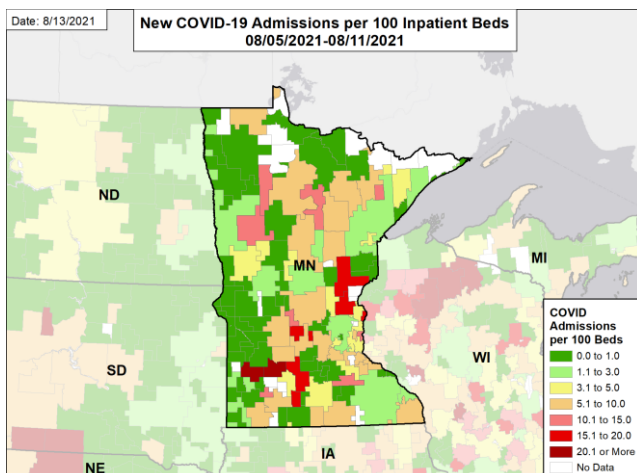 Date: 8/13/2021
New COVID-19 Admissions per 100 Inpatient Beds
08/05/2021-08/11/2021
ND
MN
MI
SD
WI
IA
NE
COVID
Admissions
per 100 Beds
0.0 to 1.0
1.1 to 3.0
3.1 to 5.0
5.1 to 10.0
10.1 to 15.0
15.1 to 20.0
20.1 or More
No Data